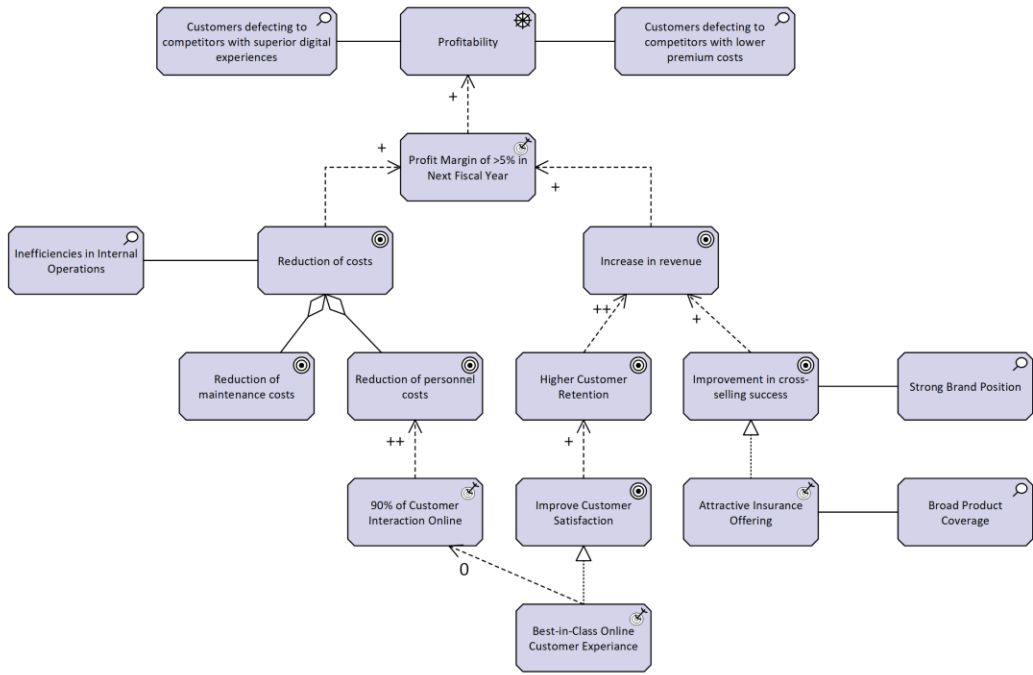 Customers defecting to
competitors with superior digital
experiences
Profitability
Customers defecting to
competitors with lower
premium costs
+
+
Profit Margin of >5% in
Next Fiscal Year
+
Inefficiencies in Internal
Operations
Reduction of costs
Increase in revenue
++
+
Reduction of
maintenance costs
Reduction of personnel
costs
Higher Customer
Retention
Improvement in cross-
selling success
Strong Brand Position
++
+
90% of Customer
Interaction Online
Improve Customer
Satisfaction
Attractive Insurance
Offering
Broad Product
Coverage
0
Best-in-Class Online
Customer Experiance